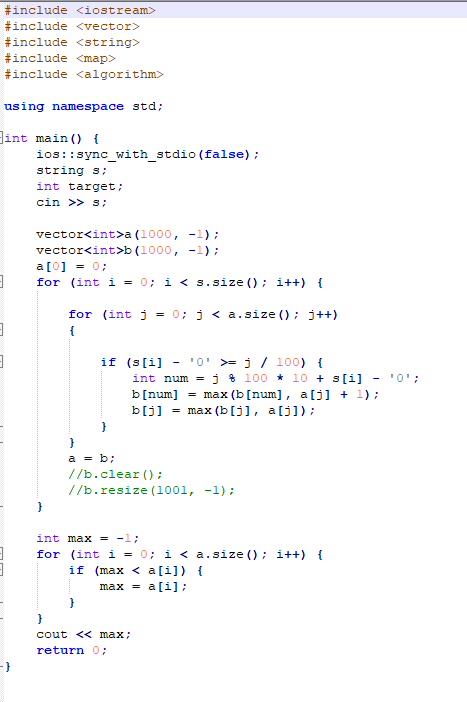 #include <iostream>
#include <vector>
#include <string>
#include <map>
#include <algorithm>
using namespace std;
int main() {
ios::sync_with_stdio(false);
string s;
int target;
cin >> s;
vector<int>a(1000, -1);
vector<int>b(1000, -1);
a[0] = 0;
for (int i = 0; i < s.size(); i++) {
for (int j = 0; j < a.size(); j++)
{
if (s[i] - '0' >= j / 100) {
int num = j % 100 * 10 + s[i] - '0';
b[num] = max(b[num], a[j] + 1);
b[j] = max(b[j], a[j]);
}
}
a = b;
//b.clear();
//b.resize(1001, -1);
}
int max = -1;
for (int i = 0; i < a.size(); i++) {
if (max < a[i]) {
max = a[i];
}
}
cout << max;
return 0;
}